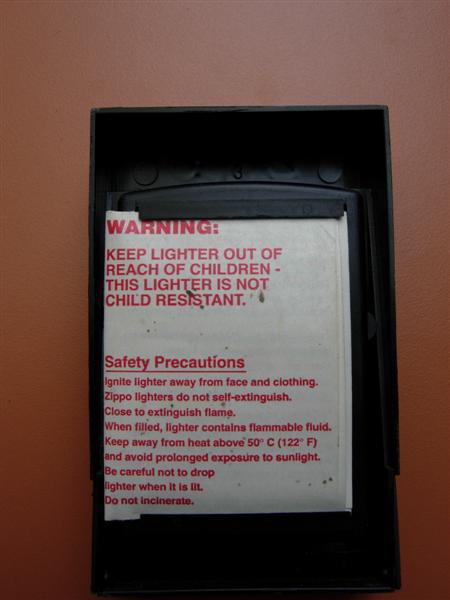 WARNING:
KEEP LIGHTER OUT OF
REACH OF CHILDREN -
THIS LIGHTER IS NOT
CHILD RESISTANT.
Safety Precautions
Ignite lighter away from face and clothing.
Zippo lighters do not self-extinguish.
Close to extinguish flame.
When filled, lighter contains flammable fluid.
Keep away from heat above 50° C (122° F)
and avoid prolonged exposure to sunlight.
Be careful not to drop
lighter when it is lit.
Do not incinerate.